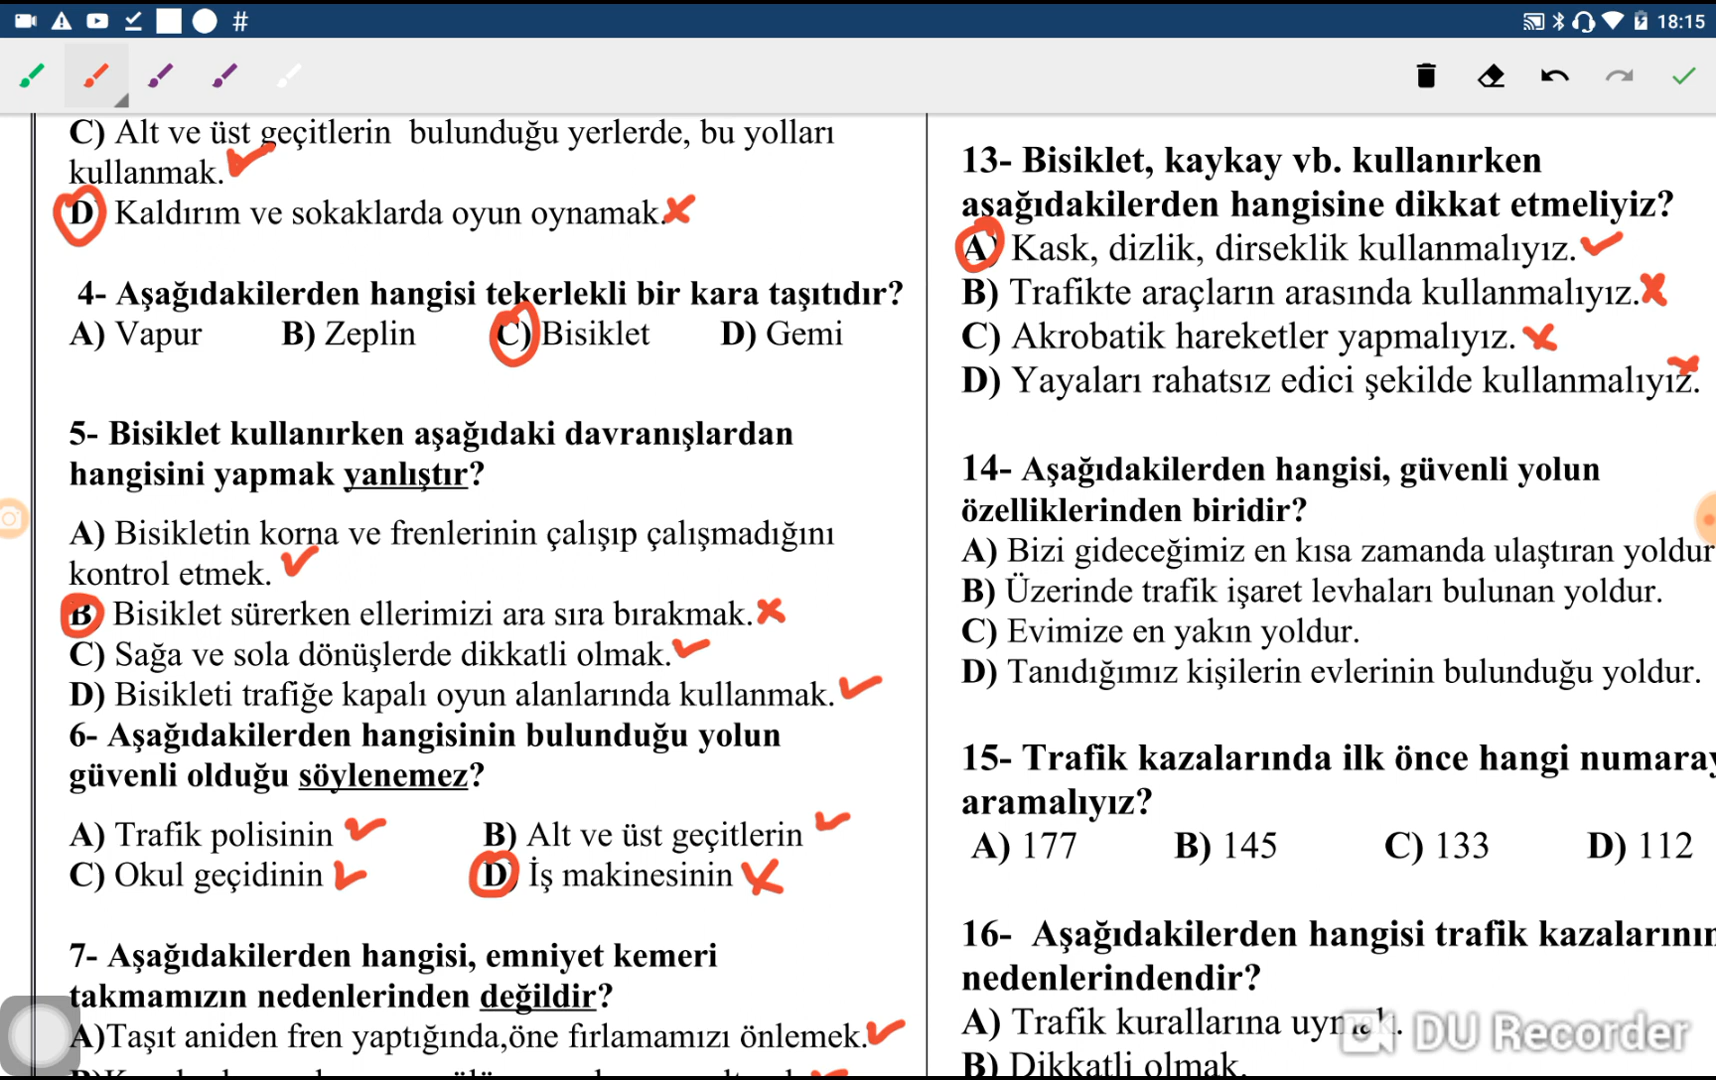 18:15
C) Alt ve üst geçitlerin bulunduğu yerlerde, bu yolları
kullanmak.
D) Kaldırım ve sokaklarda oyun oynamak.
4- Aşağıdakilerden hangisi tekerlekli bir kara taşıtıdır?
A) Vapur B) Zeplin C) Bisiklet D) Gemi
5- Bisiklet kullanırken aşağıdaki davranışlardan
hangisini yapmak yanlıştır?
A) Bisikletin korna ve frenlerinin çalışıp çalışmadığını
kontrol etmek.
B) Bisiklet sürerken ellerimizi ara sıra bırakmak.
C) Sağa ve sola dönüşlerde dikkatli olmak.
D) Bisikleti trafiğe kapalı oyun alanlarında kullanmak.
6- Aşağıdakilerden hangisinin bulunduğu yolun
güvenli olduğu söylenemez?
A) Trafik polisinin B) Alt ve üst geçitlerin
C) Okul geçidinin D) İş makinesinin
7- Aşağıdakilerden hangisi, emniyet kemeri
takmamızın nedenlerinden değildir?
A)Taşıt aniden fren yaptığında,öne fırlamamızı önlemek.
13- Bisiklet, kaykay vb. kullanırken
aşağıdakilerden hangisine dikkat etmeliyiz?
A) Kask, dizlik, dirseklik kullanmalıyız.
B) Trafikte araçların arasında kullanmalıyız.
C) Akrobatik hareketler yapmalıyız.
D) Yayaları rahatsız edici şekilde kullanmalıyız.
14- Aşağıdakilerden hangisi, güvenli yolun
özelliklerinden biridir?
A) Bizi gideceğimiz en kısa zamanda ulaştıran yoldur
B) Üzerinde trafik işaret levhaları bulunan yoldur.
C) Evimize en yakın yoldur.
D) Tanıdığımız kişilerin evlerinin bulunduğu yoldur.
15- Trafik kazalarında ilk önce hangi numaray
aramalıyız?
A) 177 B) 145 C) 133 D) 112
16- Aşağıdakilerden hangisi trafik kazalarının
nedenlerindendir?
A) Trafik kurallarına uymak.
B) Dikkatli olmak.
DU Recorder